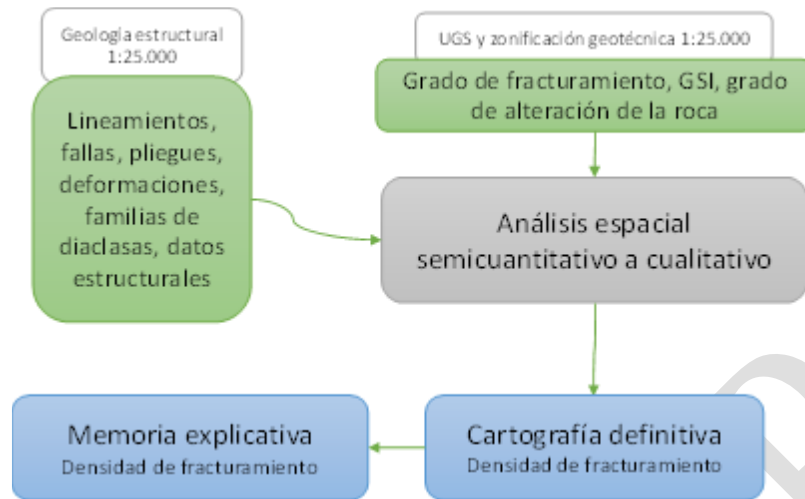 Geología estructural
1:25.000
Lineamientos,
fallas, pliegues,
deformaciones,
familias de
diaclasas, datos
estructurales
UGS y zonificación geotécnica 1:25.000
Grado de fracturamiento, GSI, grado
de alteración de la roca
Análisis espacial
semicuantitativo a cualitativo
Memoria explicativa
Densidad de fracturamiento
Cartografía definitiva
Densidad de fracturamiento